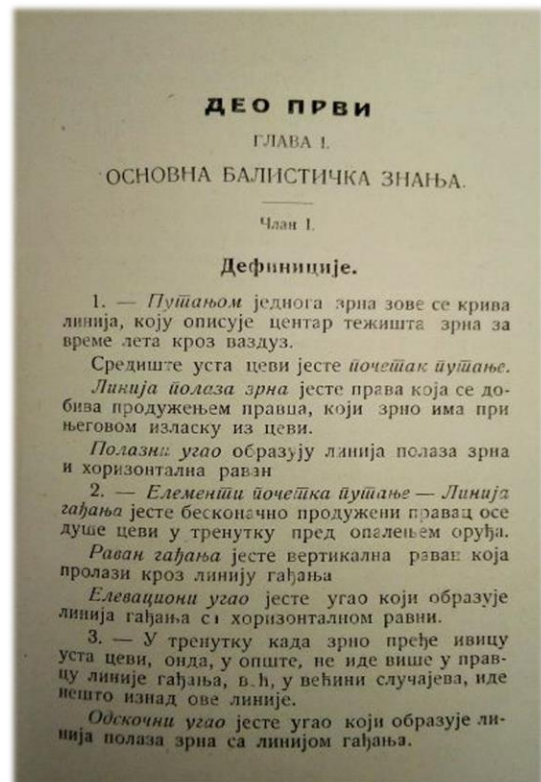 ДЕО ПРВИ
ГЛАВА I.
ОСНОВНА БАЛИСТИЧКА ЗНАЊА.
Члан I.
Дефиниције.
1. — Путањом једнога зрна зове се крива
линија, коју описује центар тежишта зрна за
време лета кроз ваздуз.
Средиште уста цеви јесте почетак путање.
Линија полаза зрна јесте права која се до-
бива продужењем правца, који зрно има при
његовом изласку из цеви.
Полазни угао образују линија полаза зрна
и хоризонтална раван
2. — Елементи почетка путање — Линија
гађања јесте бесконачно продужени правац осе
душе цеви у тренутку пред опалењем оруђа.
Раван гађања јесте вертикална раван која
пролази кроз линију гађања
Елевациони угао јесте угао који образује
линија гађања са хоризонталном равни.
3. — У тренутку када зрно пређе ивицу
уста цеви, онда, у опште, не иде више у прав-
цу линије гађања, већ, у већини случајева, иде
нешто изнад ове линије.
Одскочни угао јесте угао који образује ли-
нија полаза зрна са линијом гађања.